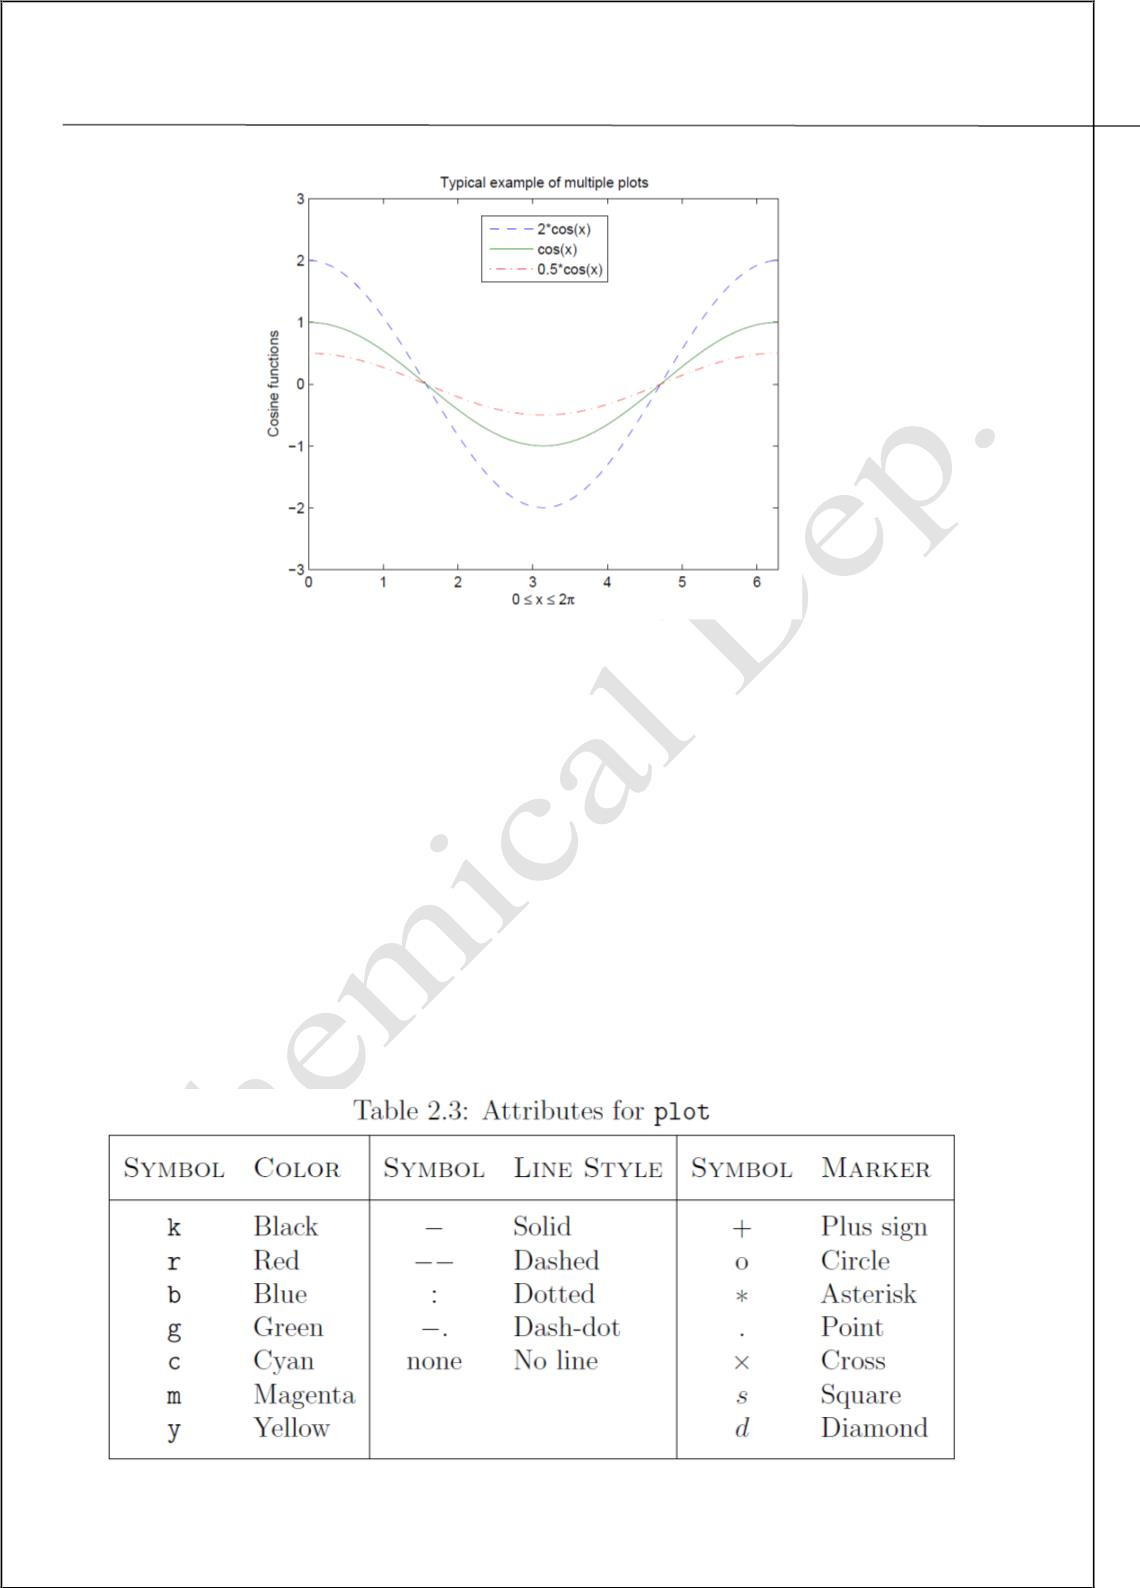 Typical example of multiple plots
3
2
1
0
−1
−2
−3
Cosine functions
2*cos(x)
cos(x)
0.5*cos(x)
0 1 2 3 4 5 6
0 ≤ x ≤ 2π
Dep.
emical
Table 2.3: Attributes for plot
SYMBOL COLOR SYMBOL LINE STYLE SYMBOL MARKER
k Black − Solid + Plus sign
r Red −− Dashed o Circle
b Blue : Dotted ∗ Asterisk
g Green −. Dash-dot . Point
c Cyan none No line × Cross
m Magenta s Square
y Yellow d Diamond